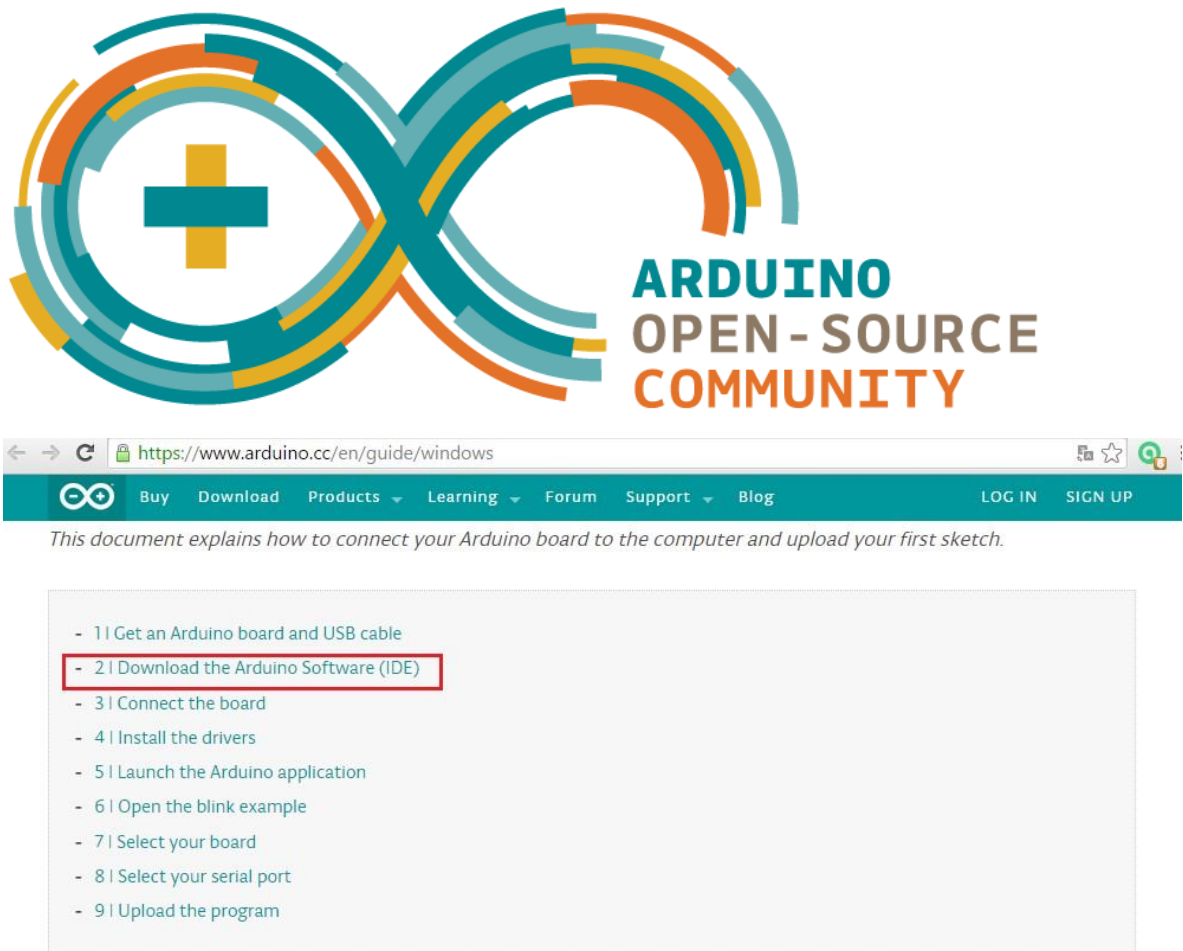 ARDUINO
OPEN-SOURCE
COMMUNITY
https://www.arduino.cc/en/guide/windows
Buy Download Products Learning Forum Support Blog LOG IN SIGN UP
This document explains how to connect your Arduino board to the computer and upload your first sketch.
- 1 | Get an Arduino board and USB cable
- 2 | Download the Arduino Software (IDE)
- 3 | Connect the board
- 4 | Install the drivers
- 5 | Launch the Arduino application
- 6 | Open the blink example
- 7 | Select your board
- 8 | Select your serial port
- 9 | Upload the program